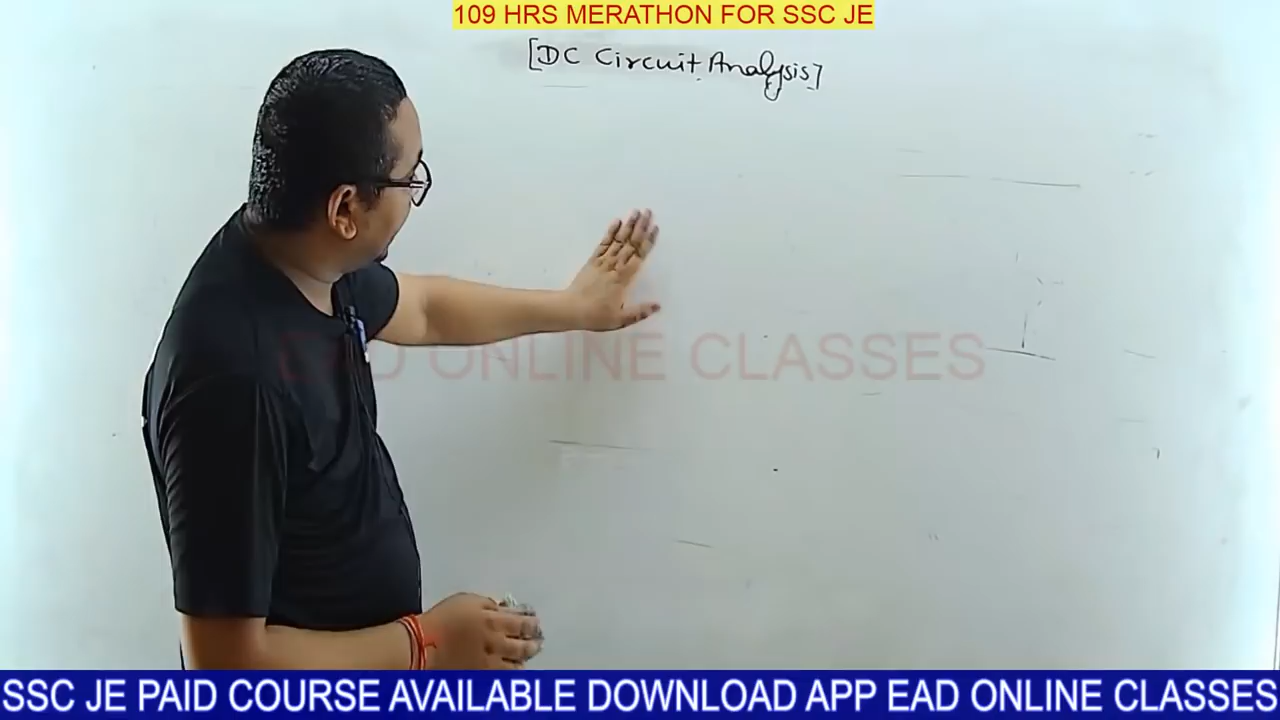 109 HRS MERATHON FOR SSC JE
[DC Circuit Analysis]
EAD ONLINE CLASSES
SSC JE PAID COURSE AVAILABLE DOWNLOAD APP EAD ONLINE CLASSES